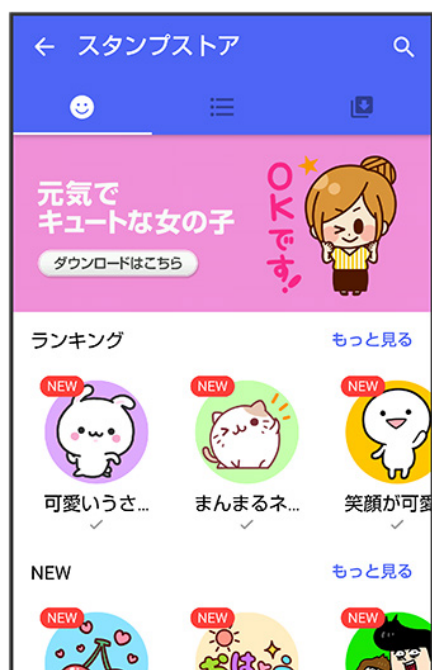 スタンプストア
元気で
キュートな女の子
ダウンロードはこちら
OKです!
ランキング
もっと見る
NEW
NEW
NEW
可愛いうさ...
まんまるネ...
笑顔が可愛
NEW
もっと見る
NEW
NEW
NEW
おは